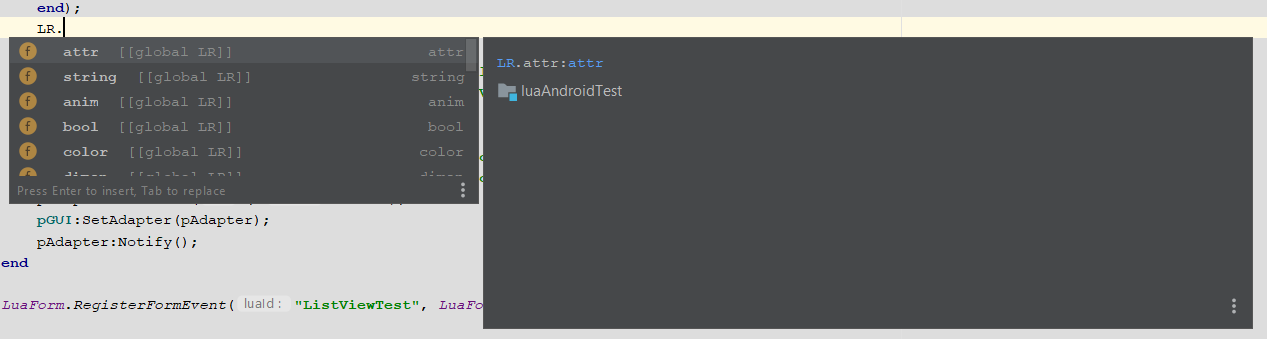 end);
LR.
attr [[global LR]] attr
string [[global LR]] string
anim [[global LR]] anim
bool [[global LR]] bool
color [[global LR]] color
Press Enter to insert, Tab to replace
LR.attr:attr
luaAndroidTest
pGUI:SetAdapter(pAdapter);
pAdapter:Notify();
end
LuaForm.RegisterFormEvent( luaId: "ListViewTest", LuaFo